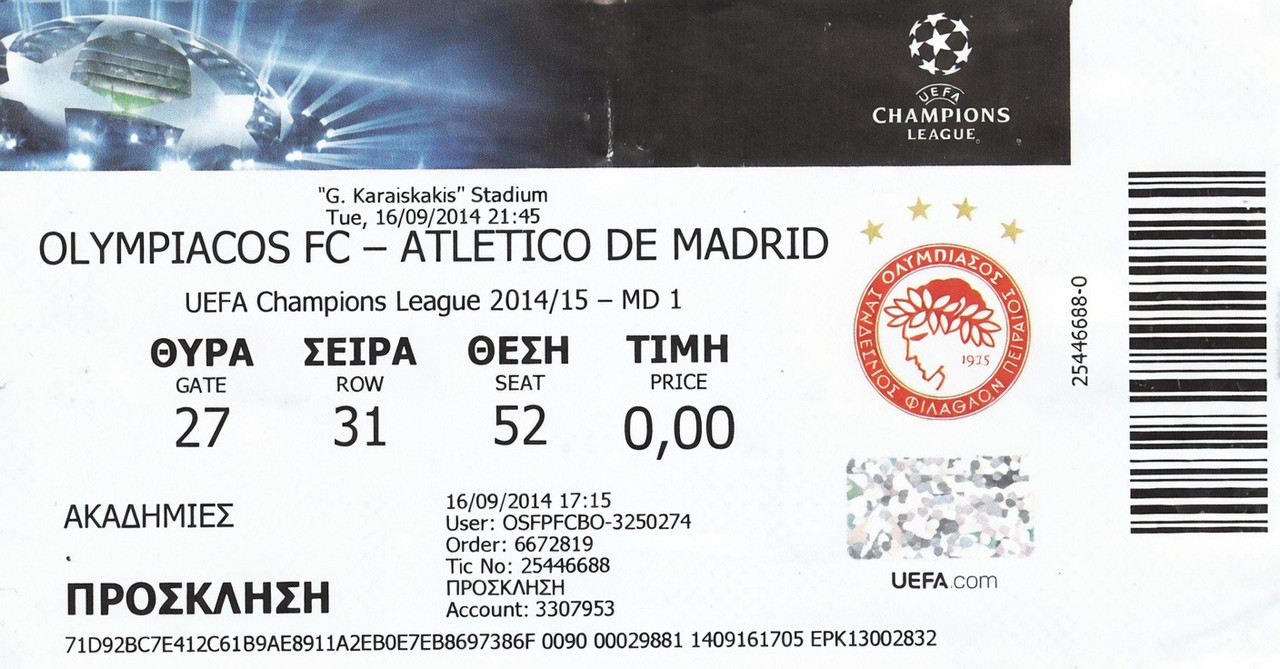 UEFA
CHAMPIONS
LEAGUE
"G. Karaiskakis" Stadium
Tue, 16/09/2014 21:45
OLYMPIACOS FC – ATLETICO DE MADRID
UEFA Champions League 2014/15 – MD 1
ΘΥΡΑ ΣΕΙΡΑ ΘΕΣΗ ΤΙΜΗ
GATE ROW SEAT PRICE
27 31 52 0,00
ΣΥΝΔΕΣΜΟΣ ΟΛΥΜΠΙΑΚΟΣ ΦΙΛΑΘΛΩΝ ΠΕΙΡΑΙΩΣ
1925
25446688-0
ΑΚΑΔΗΜΙΕΣ
16/09/2014 17:15
User: OSFPFCBO-3250274
Order: 6672819
Tic No: 25446688
ΠΡΟΣΚΛΗΣΗ
Account: 3307953
ΠΡΟΣΚΛΗΣΗ
UEFA.com
71D92BC7E412C61B9AE8911A2EB0E7EB8697386F 0090 00029881 1409161705 EPK13002832